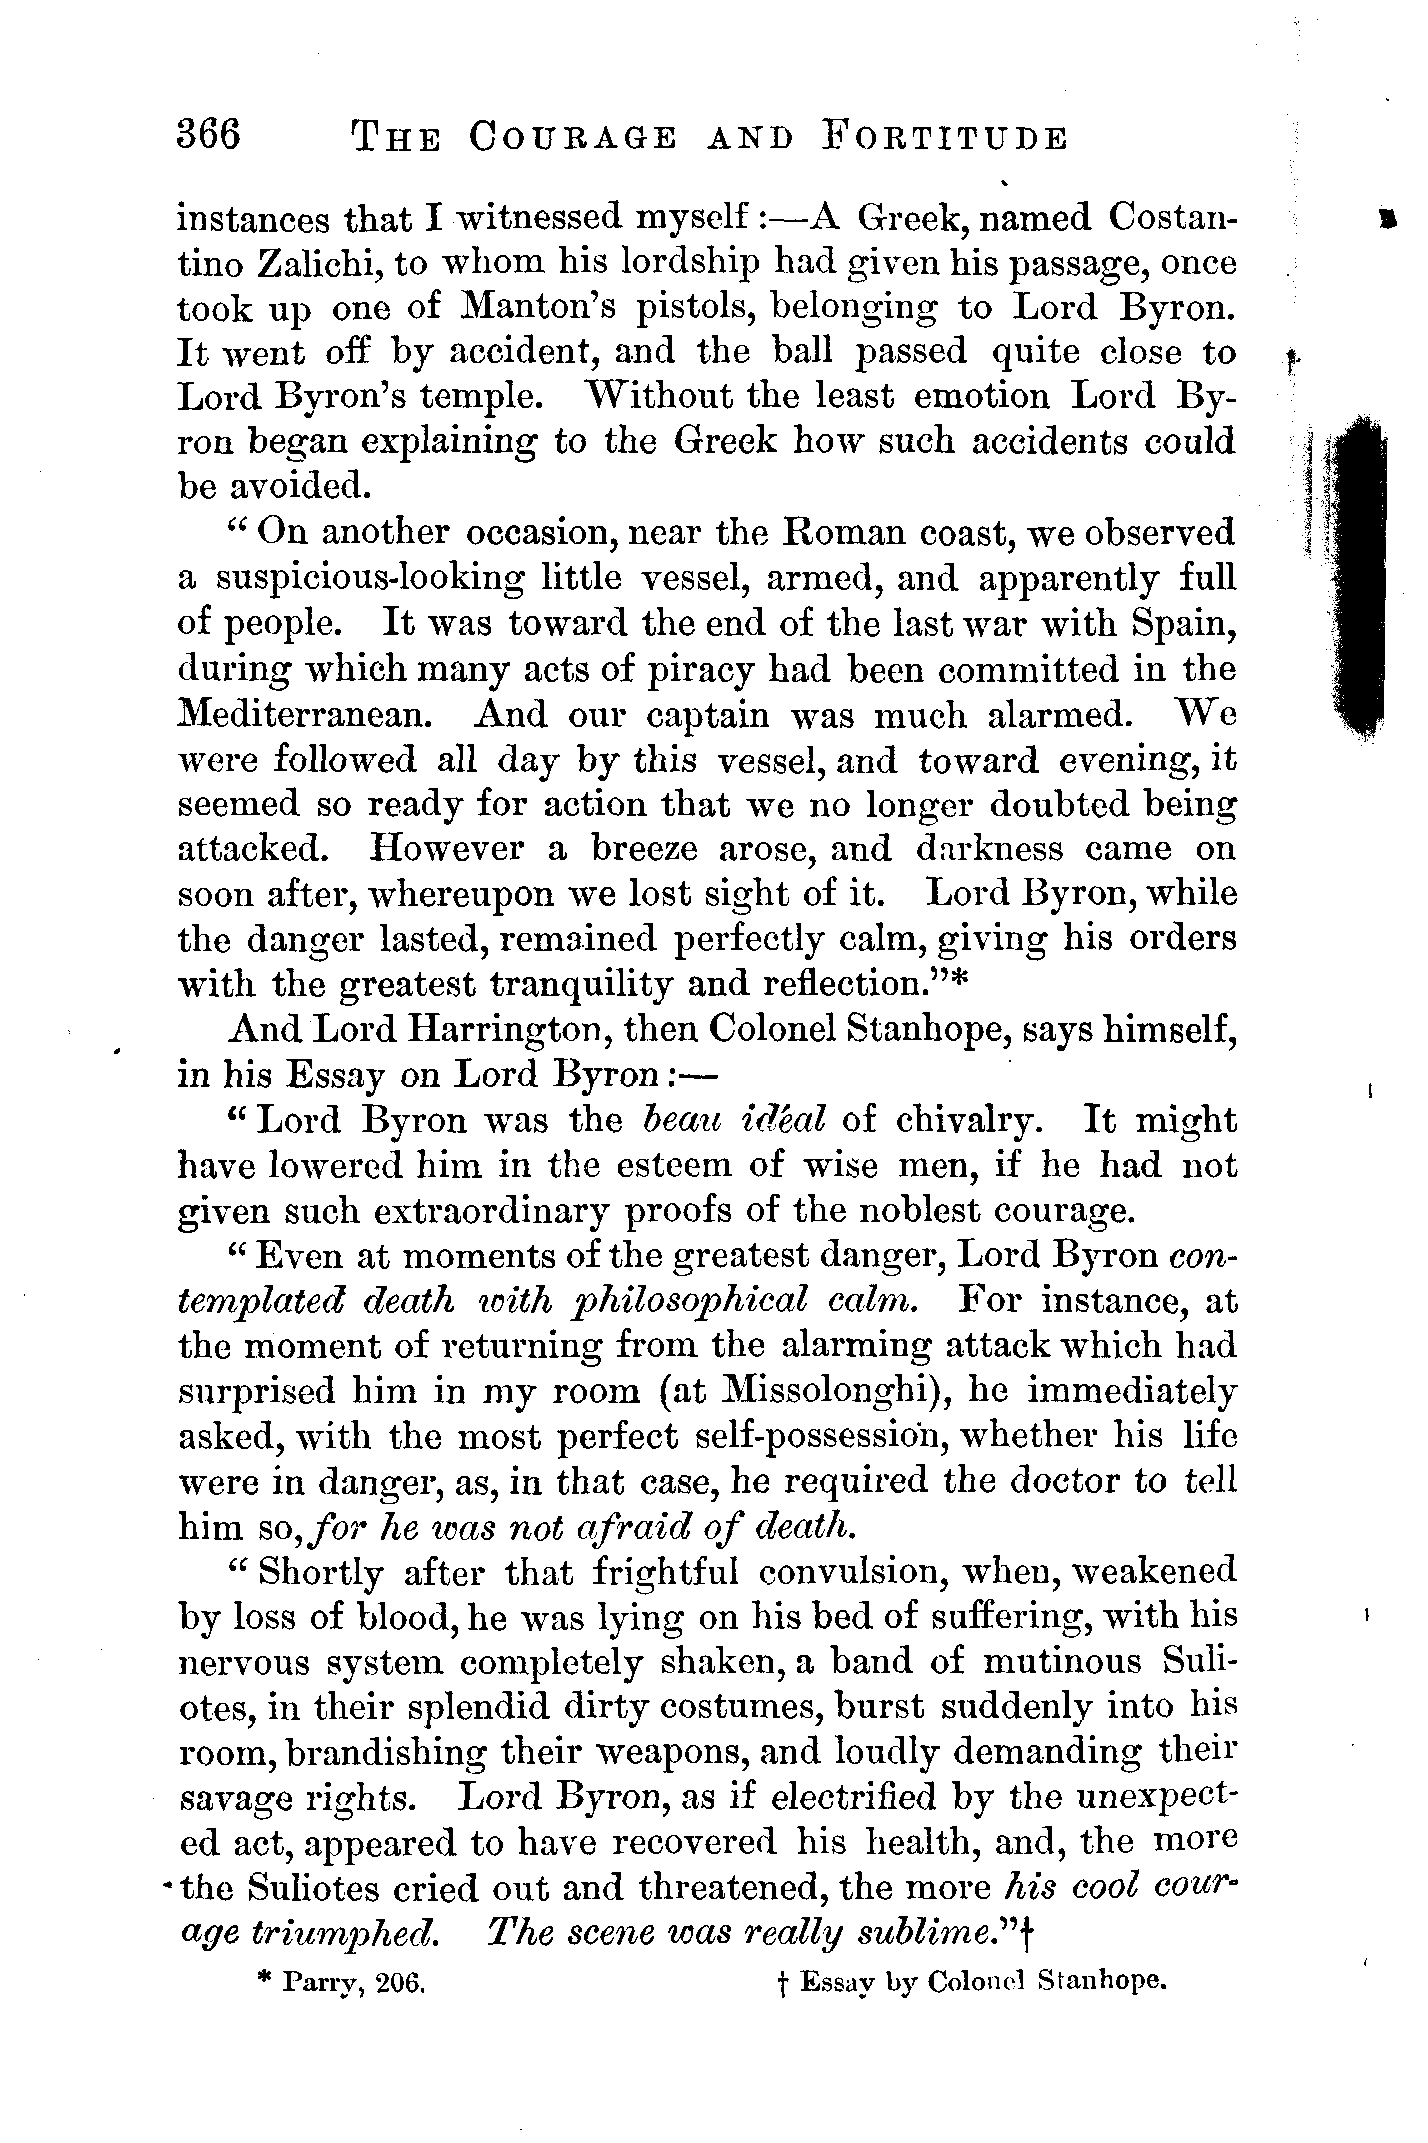 366 THE COURAGE AND FORTITUDE
instances that I witnessed myself:—A Greek, named Costan-
tino Zalichi, to whom his lordship had given his passage, once
took up one of Manton's pistols, belonging to Lord Byron.
It went off by accident, and the ball passed quite close to
Lord Byron's temple. Without the least emotion Lord By-
ron began explaining to the Greek how such accidents could
be avoided.
"On another occasion, near the Roman coast, we observed
a suspicious-looking little vessel, armed, and apparently full
of people. It was toward the end of the last war with Spain,
during which many acts of piracy had been committed in the
Mediterranean. And our captain was much alarmed. We
were followed all day by this vessel, and toward evening, it
seemed so ready for action that we no longer doubted being
attacked. However a breeze arose, and darkness came on
soon after, whereupon we lost sight of it. Lord Byron, while
the danger lasted, remained perfectly calm, giving his orders
with the greatest tranquility and reflection."*
And Lord Harrington, then Colonel Stanhope, says himself,
in his Essay on Lord Byron:—
"Lord Byron was the beau idéal of chivalry. It might
have lowered him in the esteem of wise men, if he had not
given such extraordinary proofs of the noblest courage.
"Even at moments of the greatest danger, Lord Byron con-
templated death with philosophical calm. For instance, at
the moment of returning from the alarming attack which had
surprised him in my room (at Missolonghi), he immediately
asked, with the most perfect self-possession, whether his life
were in danger, as, in that case, he required the doctor to tell
him so, for he was not afraid of death.
"Shortly after that frightful convulsion, when, weakened
by loss of blood, he was lying on his bed of suffering, with his
nervous system completely shaken, a band of mutinous Suli-
otes, in their splendid dirty costumes, burst suddenly into his
room, brandishing their weapons, and loudly demanding their
savage rights. Lord Byron, as if electrified by the unexpect-
ed act, appeared to have recovered his health, and, the more
the Suliotes cried out and threatened, the more his cool cour-
age triumphed. The scene was really sublime."†
* Parry, 206. † Essay by Colonel Stanhope.